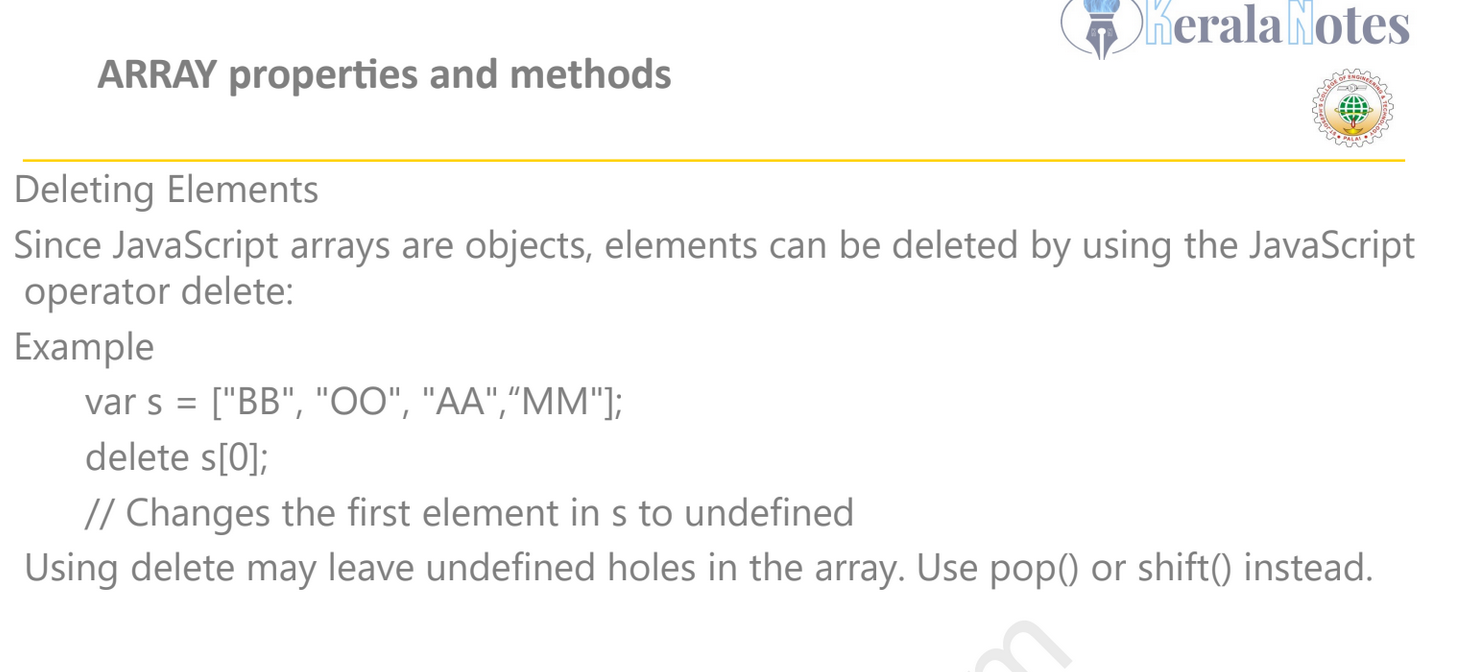 KeralaNotes
ARRAY properties and methods
Deleting Elements
Since JavaScript arrays are objects, elements can be deleted by using the JavaScript
operator delete:
Example
var s = ["BB", "OO", "AA",“MM"];
delete s[0];
// Changes the first element in s to undefined
Using delete may leave undefined holes in the array. Use pop() or shift() instead.